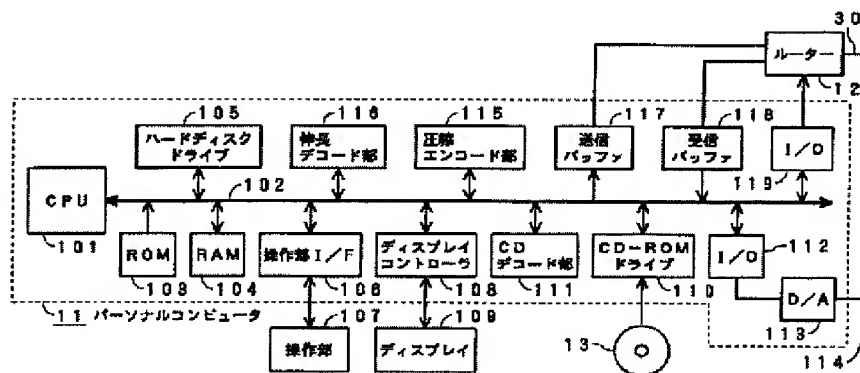 30
ルーター
12
105
116
115
117
118
ハードディスク
ドライブ
伸長
デコード部
圧縮
エンコード部
送信
バッファ
受信
バッファ
I/O
119
102
CPU
101
ROM
RAM
操作部I/F
ディスプレイ
コントローラ
CD
デコード部
CD-ROM
ドライブ
I/O
112
103
104
106
108
111
110
D/A
113
11 パーソナルコンピュータ
107
109
13
114
操作部
ディスプレイ